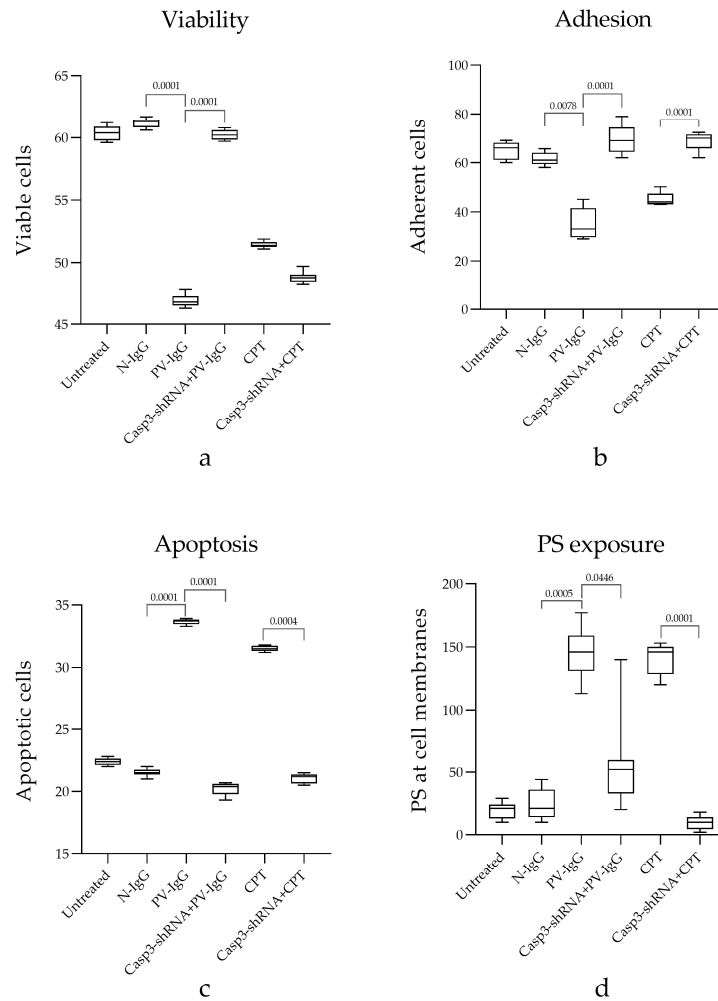 Viability
Viable cells
65
60
55
50
45
0.0001
0.0001
Untreated
N-IgG
PV-IgG
Casp3-shRNA+PV-IgG
CPT
Casp3-shRNA+CPT
a
Adhesion
Adherent cells
100
80
60
40
20
0
0.0078
0.0001
0.0001
Untreated
N-IgG
PV-IgG
Casp3-shRNA+PV-IgG
CPT
Casp3-shRNA+CPT
b
Apoptosis
Apoptotic cells
35
31
25
20
15
0.0001
0.0001
0.0004
Untreated
N-IgG
PV-IgG
Casp3-shRNA+PV-IgG
CPT
Casp3-shRNA+CPT
c
PS exposure
PS at cell membranes
200
150
100
50
0
0.0005
0.0446
0.0001
Untreated
N-IgG
PV-IgG
Casp3-shRNA+PV-IgG
CPT
Casp3-shRNA+CPT
d